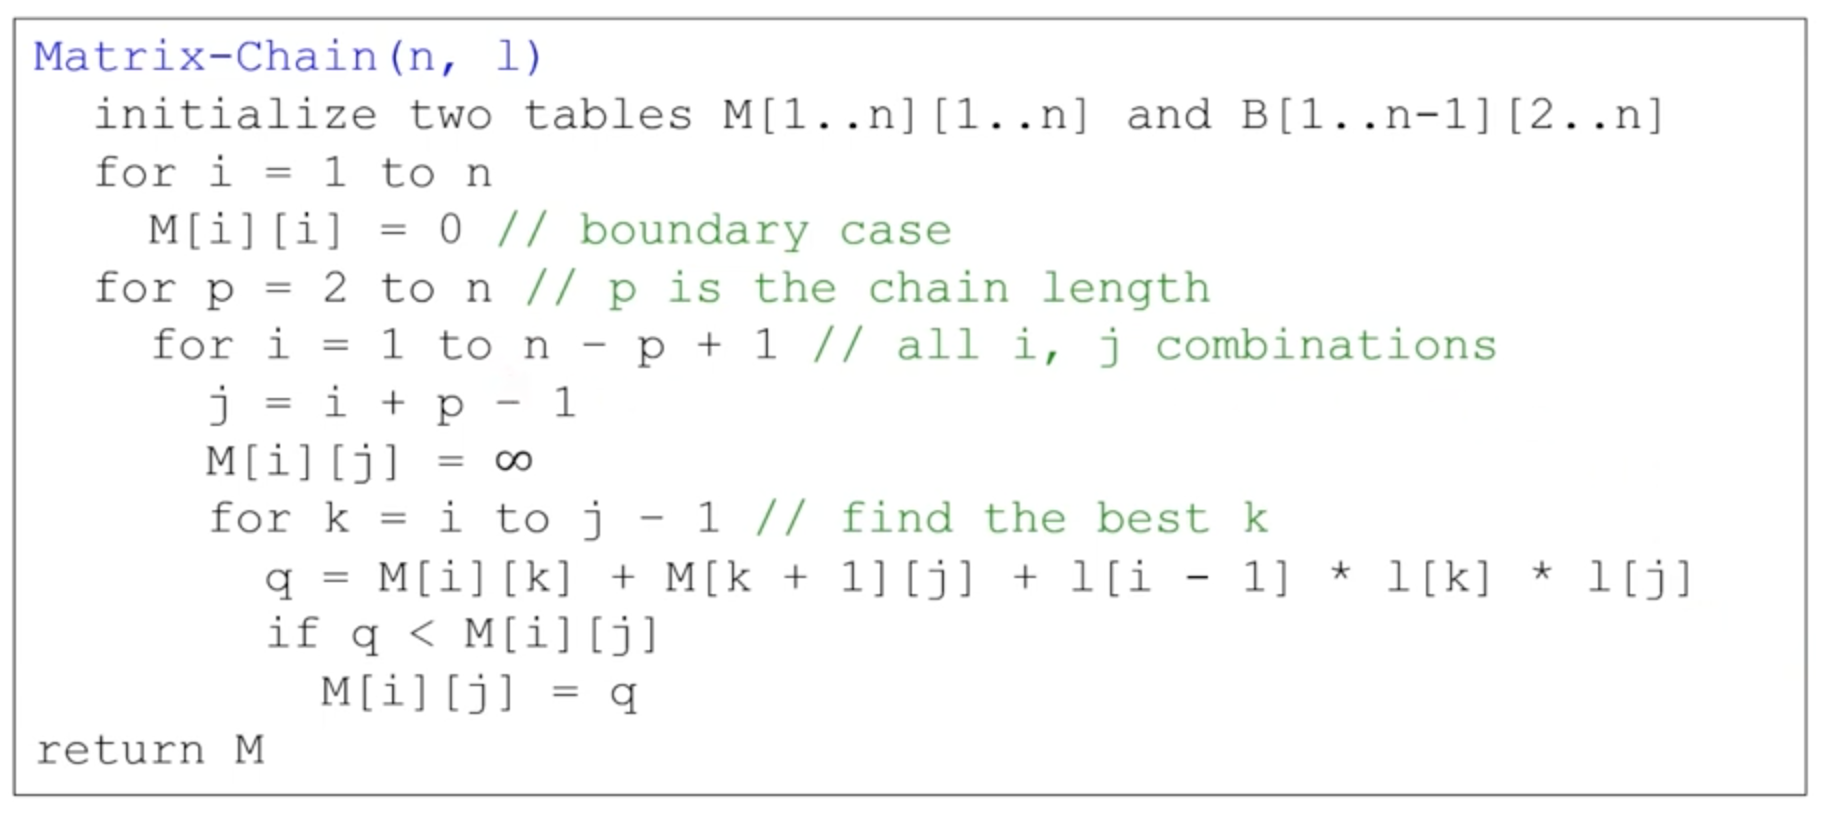 Matrix-Chain(n, l)
initialize two tables M[1..n][1..n] and B[1..n-1][2..n]
for i = 1 to n
M[i][i] = 0 // boundary case
for p = 2 to n // p is the chain length
for i = 1 to n - p + 1 // all i, j combinations
j = i + p - 1
M[i][j] = ∞
for k = i to j - 1 // find the best k
q = M[i][k] + M[k + 1][j] + l[i - 1] * l[k] * l[j]
if q < M[i][j]
M[i][j] = q
return M